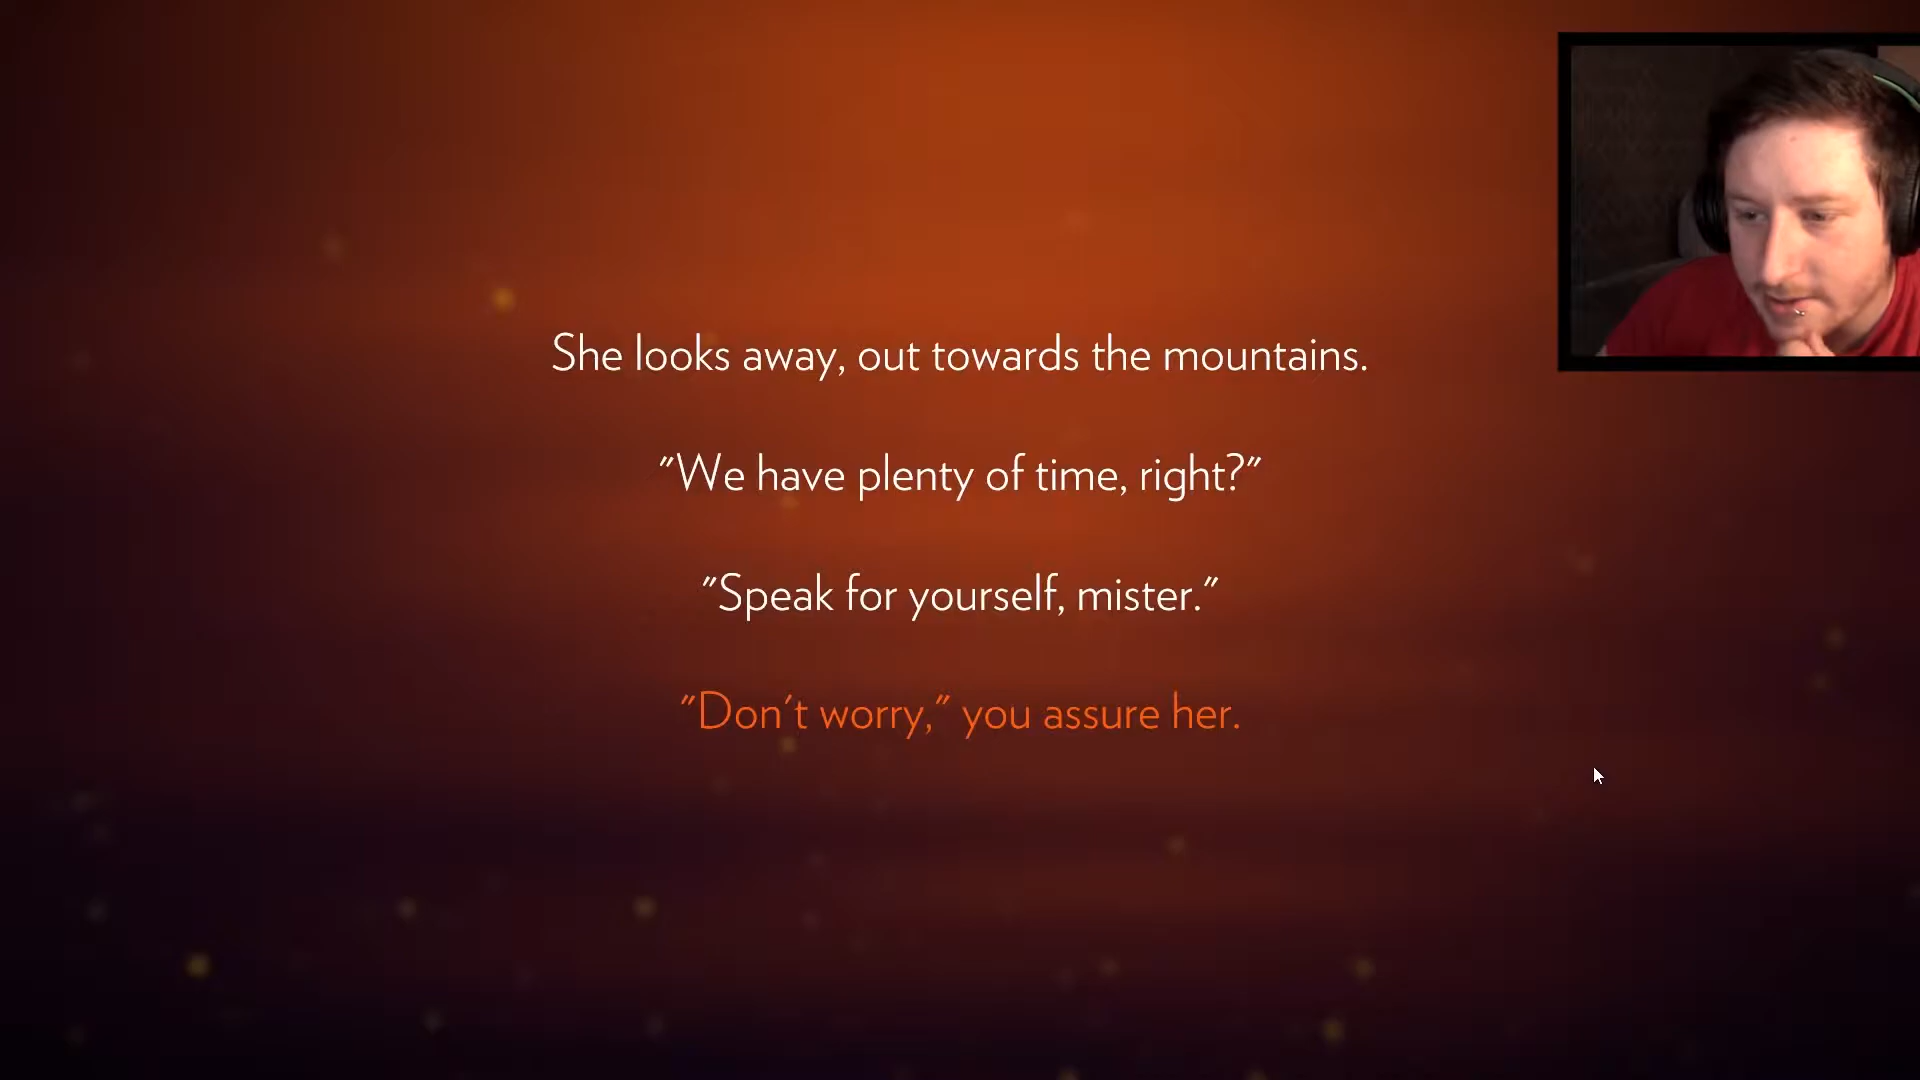 She looks away, out towards the mountains.
"We have plenty of time, right?"
"Speak for yourself, mister."
"Don't worry," you assure her.